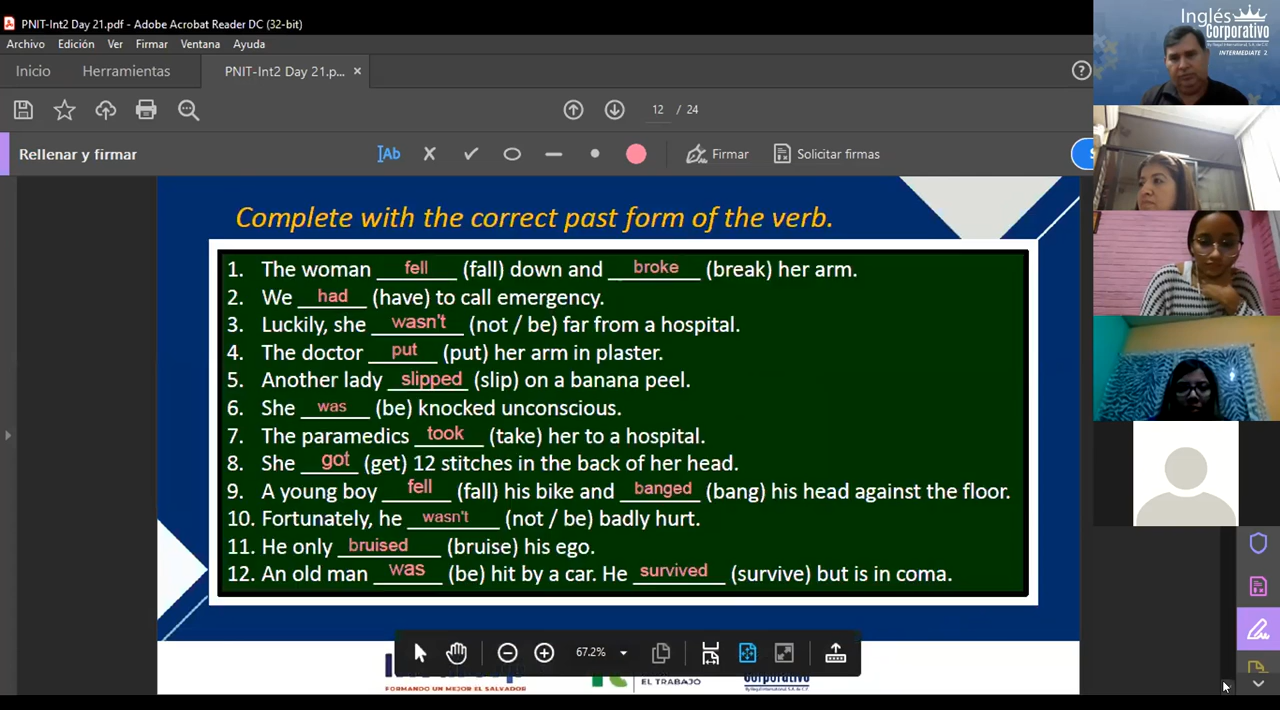 PNIT-Int2 Day 21.pdf - Adobe Acrobat Reader DC (32-bit)
Archivo Edición Ver Firmar Ventana Ayuda
Inicio Herramientas PNIT-Int2 Day 21.p... ×
12 / 24
Rellenar y firmar Ab Firmar Solicitar firmas
Inglés
Corporativo
INTERMEDIATE 2
Complete with the correct past form of the verb.
1. The woman fell (fall) down and broke (break) her arm.
2. We had (have) to call emergency.
3. Luckily, she wasn't (not / be) far from a hospital.
4. The doctor put (put) her arm in plaster.
5. Another lady slipped (slip) on a banana peel.
6. She was (be) knocked unconscious.
7. The paramedics took (take) her to a hospital.
8. She got (get) 12 stitches in the back of her head.
9. A young boy fell (fall) his bike and banged (bang) his head against the floor.
10. Fortunately, he wasn't (not / be) badly hurt.
11. He only bruised (bruise) his ego.
12. An old man was (be) hit by a car. He survived (survive) but is in coma.
67.2%
FORMANDO UN MEJOR EL SALVADOR EL TRABAJO